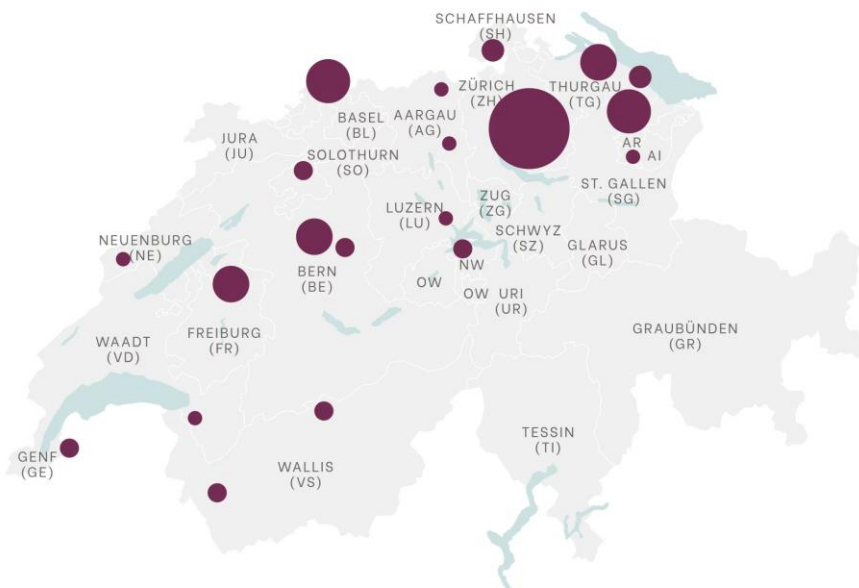 SCHAFFHAUSEN
(SH)
ZÜRICH
(ZH)
THURGAU
(TG)
BASEL
(BL)
AARGAU
(AG)
JURA
(JU)
SOLOTHURN
(SO)
AR
AI
ST. GALLEN
(SG)
ZUG
(ZG)
LUZERN
(LU)
SCHWYZ
(SZ)
NEUENBURG
(NE)
GLARUS
(GL)
BERN
(BE)
NW
OW
OW URI
(UR)
FREIBURG
(FR)
GRAUBÜNDEN
(GR)
WAADT
(VD)
TESSIN
(TI)
GENF
(GE)
WALLIS
(VS)